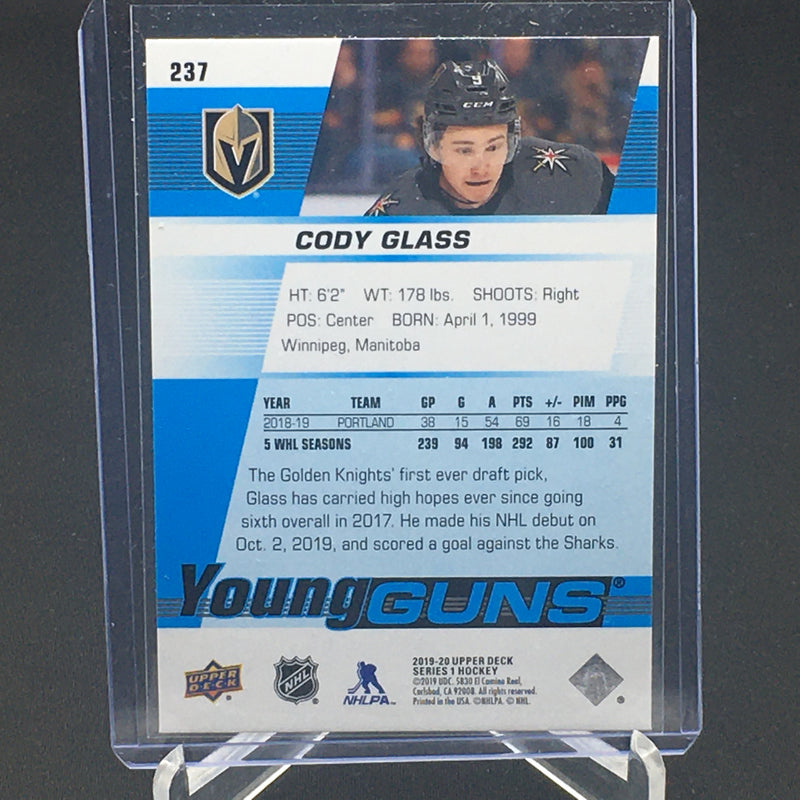 237
9
CCM
CODY GLASS
HT: 6'2" WT: 178 lbs. SHOOTS: Right
POS: Center BORN: April 1, 1999
Winnipeg, Manitoba
YEAR TEAM GP G A PTS +/- PIM PPG
2018-19 PORTLAND 38 15 54 69 16 18 4
5 WHL SEASONS 239 94 198 292 87 100 31
The Golden Knights' first ever draft pick,
Glass has carried high hopes ever since going
sixth overall in 2017. He made his NHL debut on
Oct. 2, 2019, and scored a goal against the Sharks.
Young GUNS®
UPPER DECK
NHL
NHLPA™
2019-20 UPPER DECK
SERIES 1 HOCKEY
©2019 UDC. 5830 El Camino Real,
Carlsbad, CA 92008. All rights reserved.
Printed in the USA. ©NHLPA. © NHL.